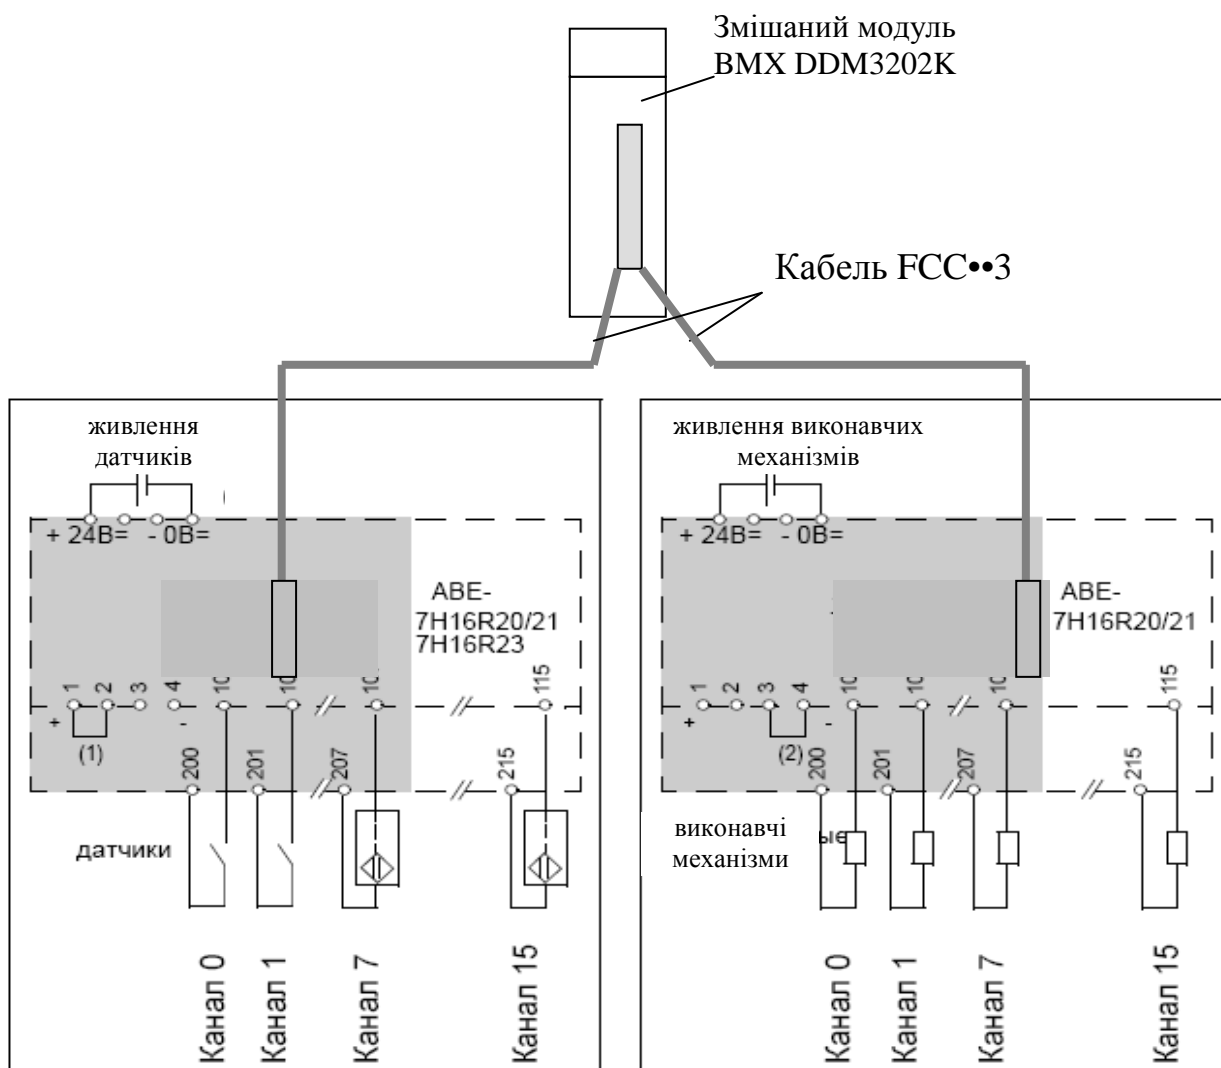 Змішаний модуль
BMX DDM3202K
Кабель FCC••3
живлення
датчиків
+ 24В= - 0В=
ABE-
7H16R20/21
7H16R23
1 2 3 4 10 10 10 115
+ -
(1)
200 201 207 215
датчики
Канал 0 Канал 1 Канал 7 Канал 15
живлення виконавчих
механізмів
+ 24В= - 0В=
ABE-
7H16R20/21
1 2 3 4 10 10 10 115
+ -
(2)
200 201 207 215
виконавчі
ые
механізми
Канал 0 Канал 1 Канал 7 Канал 15